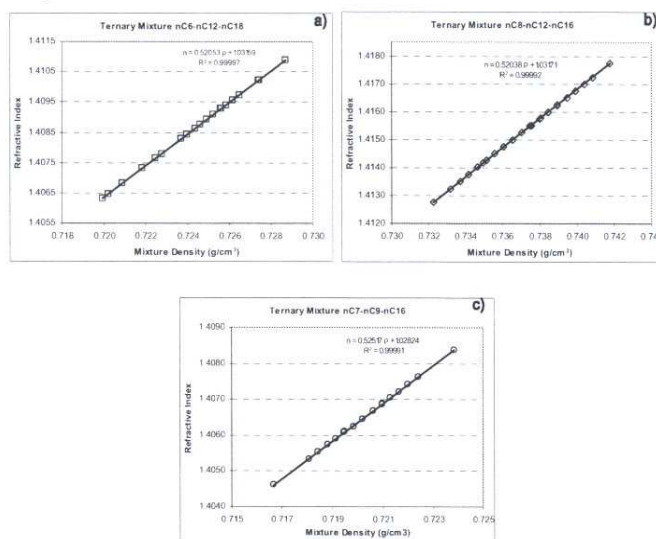 a)
Ternary Mixture nC6-nC12-nC18
n = 0.52053 ρ + 1.03159
R² = 0.99997
1.4115
1.4105
1.4095
1.4085
1.4075
1.4065
1.4055
Refractive Index
0.718 0.720 0.722 0.724 0.726 0.728 0.730
Mixture Density (g/cm³)
b)
Ternary Mixture nC8-nC12-nC16
n = 0.52038 ρ + 1.03171
R² = 0.99992
1.4180
1.4170
1.4160
1.4150
1.4140
1.4130
1.4120
Refractive Index
0.730 0.732 0.734 0.736 0.738 0.740 0.742 0.74
Mixture Density (g/cm³)
c)
Ternary Mixture nC7-nC9-nC16
n = 0.52517 ρ + 1.02824
R² = 0.99991
1.4090
1.4080
1.4070
1.4060
1.4050
1.4040
Refractive Index
0.715 0.717 0.719 0.721 0.723 0.725
Mixture Density (g/cm3)